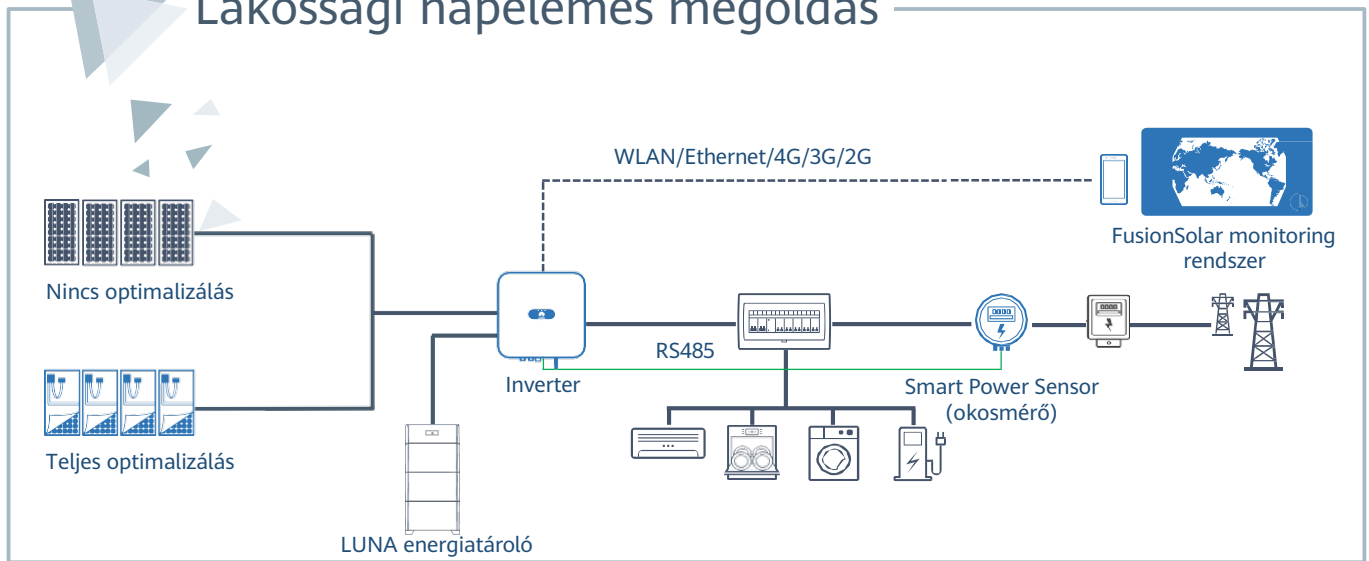 Lakossági napelemes megoldás
WLAN/Ethernet/4G/3G/2G
FusionSolar monitoring
rendszer
Nincs optimalizálás
RS485
Inverter
Smart Power Sensor
(okosmérő)
Teljes optimalizálás
LUNA energiatároló